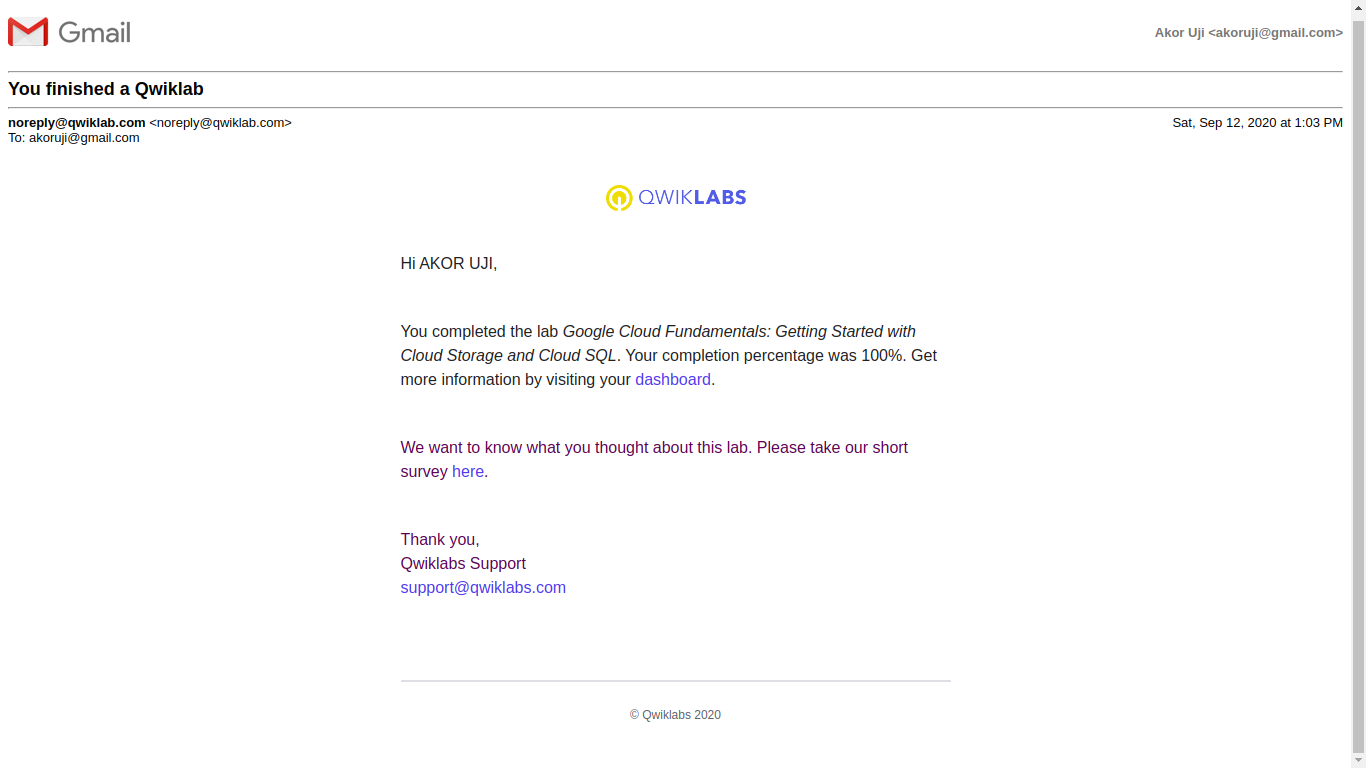 Gmail
Akor Uji <akoruji@gmail.com>
You finished a Qwiklab
noreply@qwiklab.com <noreply@qwiklab.com>
Sat, Sep 12, 2020 at 1:03 PM
To: akoruji@gmail.com
QWIKLABS
Hi AKOR UJI,
You completed the lab Google Cloud Fundamentals: Getting Started with
Cloud Storage and Cloud SQL. Your completion percentage was 100%. Get
more information by visiting your dashboard.
We want to know what you thought about this lab. Please take our short
survey here.
Thank you,
Qwiklabs Support
support@qwiklabs.com
© Qwiklabs 2020